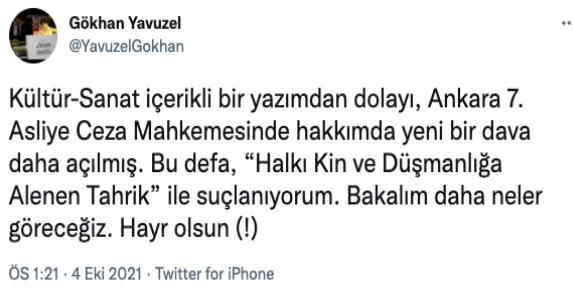 Gökhan Yavuzel
@YavuzelGokhan
Kültür-Sanat içerikli bir yazımdan dolayı, Ankara 7.
Asliye Ceza Mahkemesinde hakkımda yeni bir dava
daha açılmış. Bu defa, “Halkı Kin ve Düşmanlığa
Alenen Tahrik” ile suçlanıyorum. Bakalım daha neler
göreceğiz. Hayr olsun (!)
ÖS 1:21 · 4 Eki 2021 · Twitter for iPhone